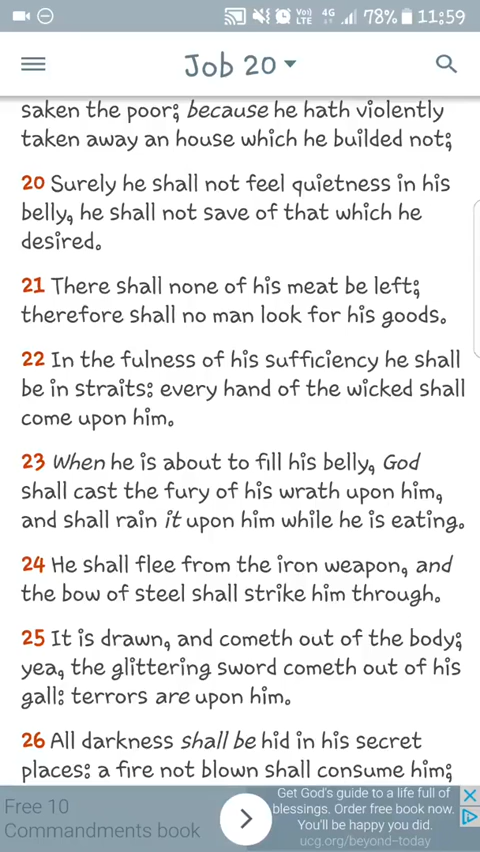 Vo))
LTE
4G
78%
11:59
Job 20
saken the poor; because he hath violently
taken away an house which he builded not;
20 Surely he shall not feel quietness in his
belly, he shall not save of that which he
desired.
21 There shall none of his meat be left;
therefore shall no man look for his goods.
22 In the fulness of his sufficiency he shall
be in straits: every hand of the wicked shall
come upon him.
23 When he is about to fill his belly, God
shall cast the fury of his wrath upon him,
and shall rain it upon him while he is eating.
24 He shall flee from the iron weapon, and
the bow of steel shall strike him through.
25 It is drawn, and cometh out of the body;
yea, the glittering sword cometh out of his
gall: terrors are upon him.
26 All darkness shall be hid in his secret
places: a fire not blown shall consume him;
Free 10
Commandments book
Get God's guide to a life full of
blessings. Order free book now.
You'll be happy you did.
ucg.org/beyond-today